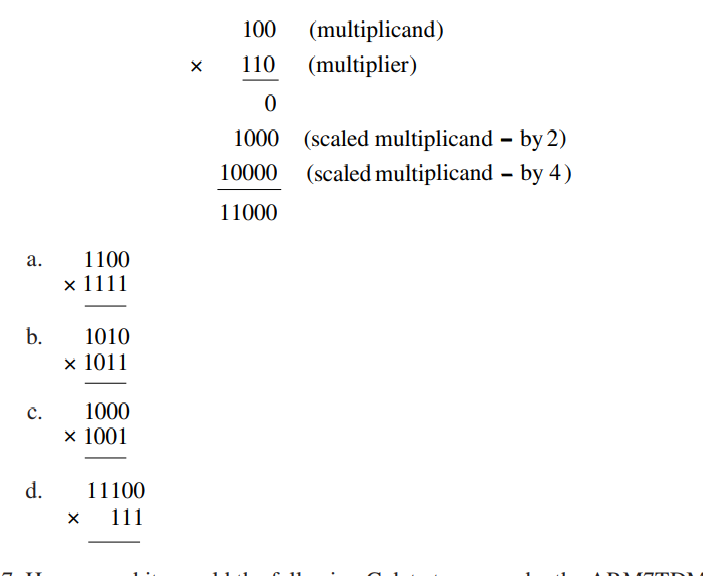 100 (multiplicand)
× 110 (multiplier)
0
1000 (scaled multiplicand – by 2)
10000 (scaled multiplicand – by 4)
11000
a. 1100
× 1111
b. 1010
× 1011
c. 1000
× 1001
d. 11100
× 111